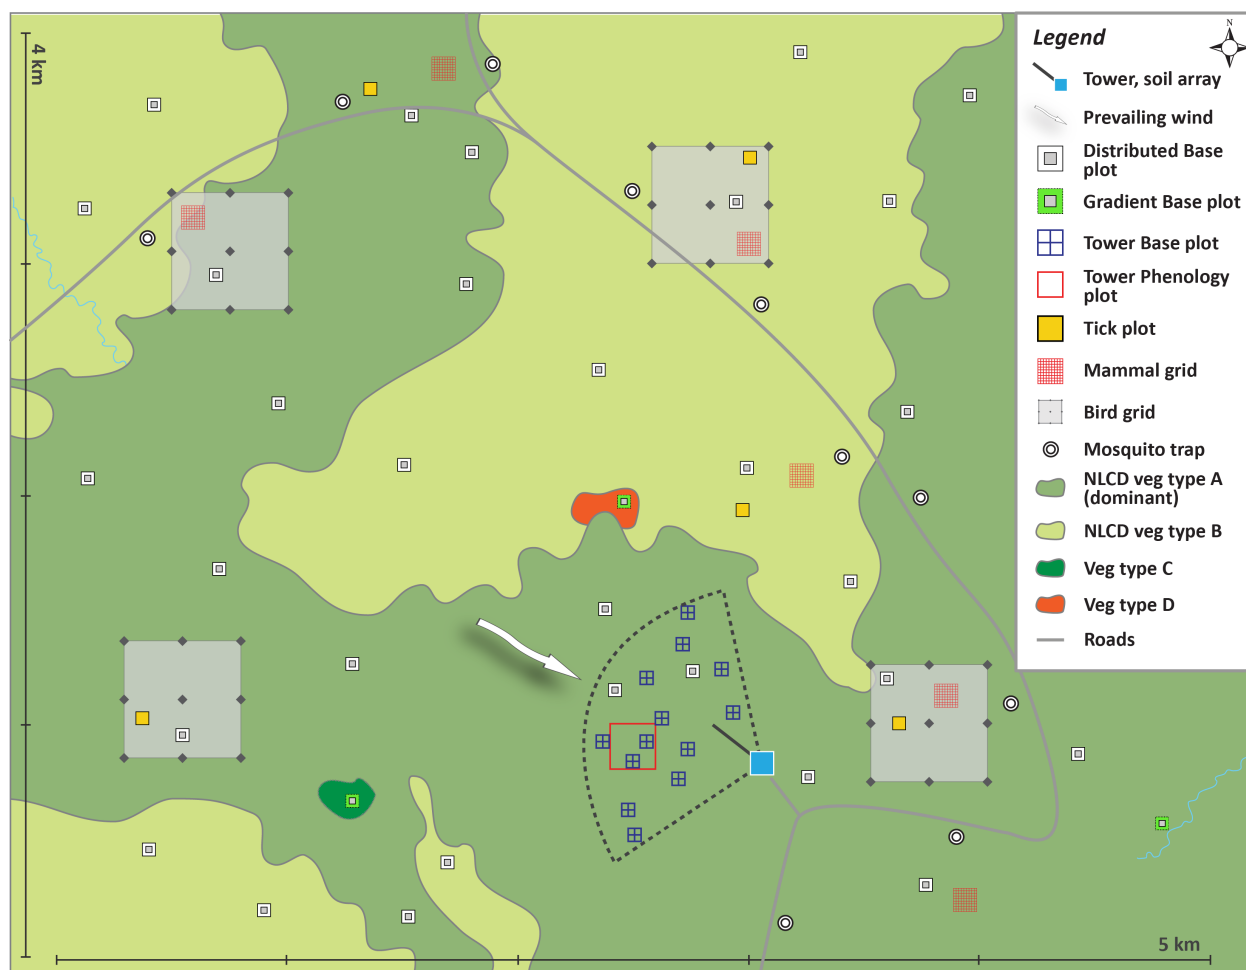 4 km
Legend
N
Tower, soil array
Prevailing wind
Distributed Base
plot
Gradient Base plot
Tower Base plot
Tower Phenology
plot
Tick plot
Mammal grid
Bird grid
Mosquito trap
NLCD veg type A
(dominant)
NLCD veg type B
Veg type C
Veg type D
Roads
5 km